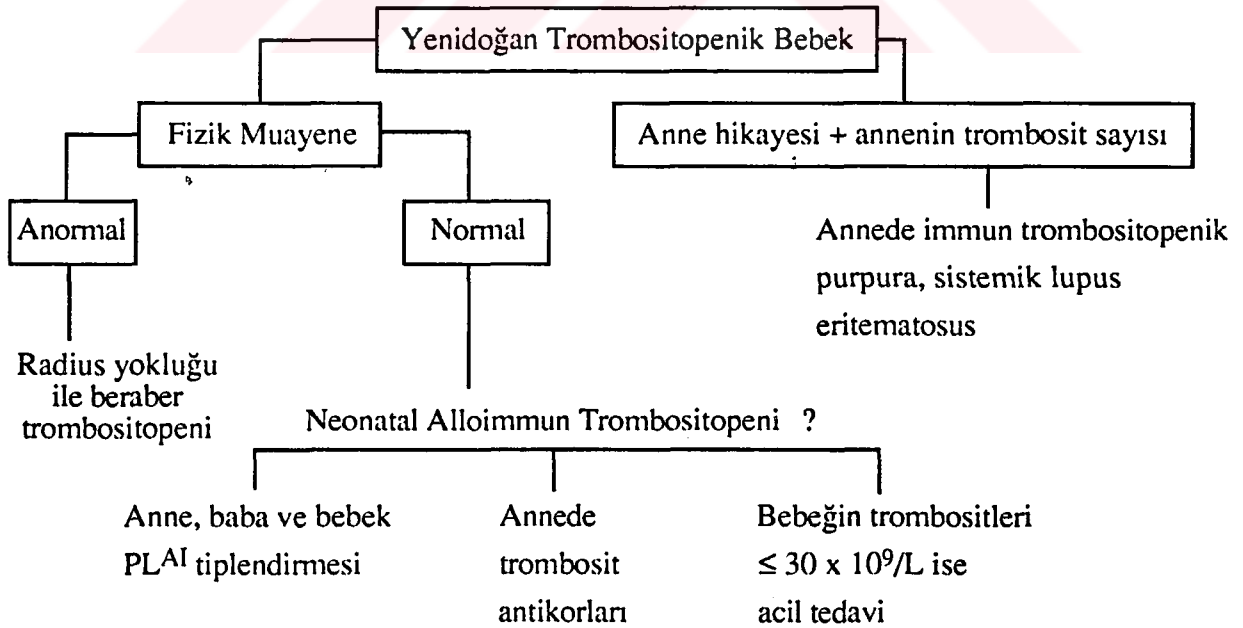 Yenidoğan Trombositopenik Bebek
Fizik Muayene
Anne hikayesi + annenin trombosit sayısı
Anormal
Normal
Annede immun trombositopenik
purpura, sistemik lupus
eritematosus
Radius yokluğu
ile beraber
trombositopeni
Neonatal Alloimmun Trombositopeni ?
Anne, baba ve bebek
PL^AI tiplendirmesi
Annede
trombosit
antikorları
Bebeğin trombositleri
≤ 30 x 10⁹/L ise
acil tedavi